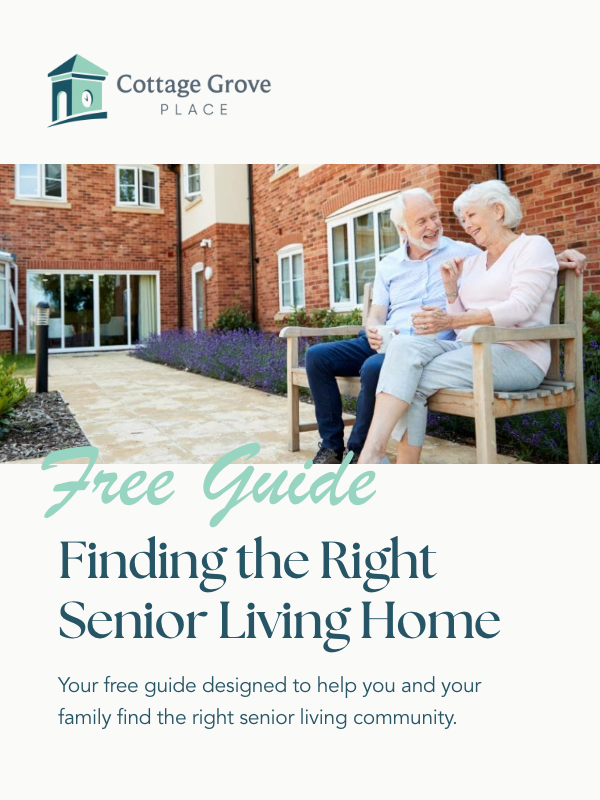 Cottage Grove
PLACE
Free Guide
Finding the Right
Senior Living Home
Your free guide designed to help you and your
family find the right senior living community.